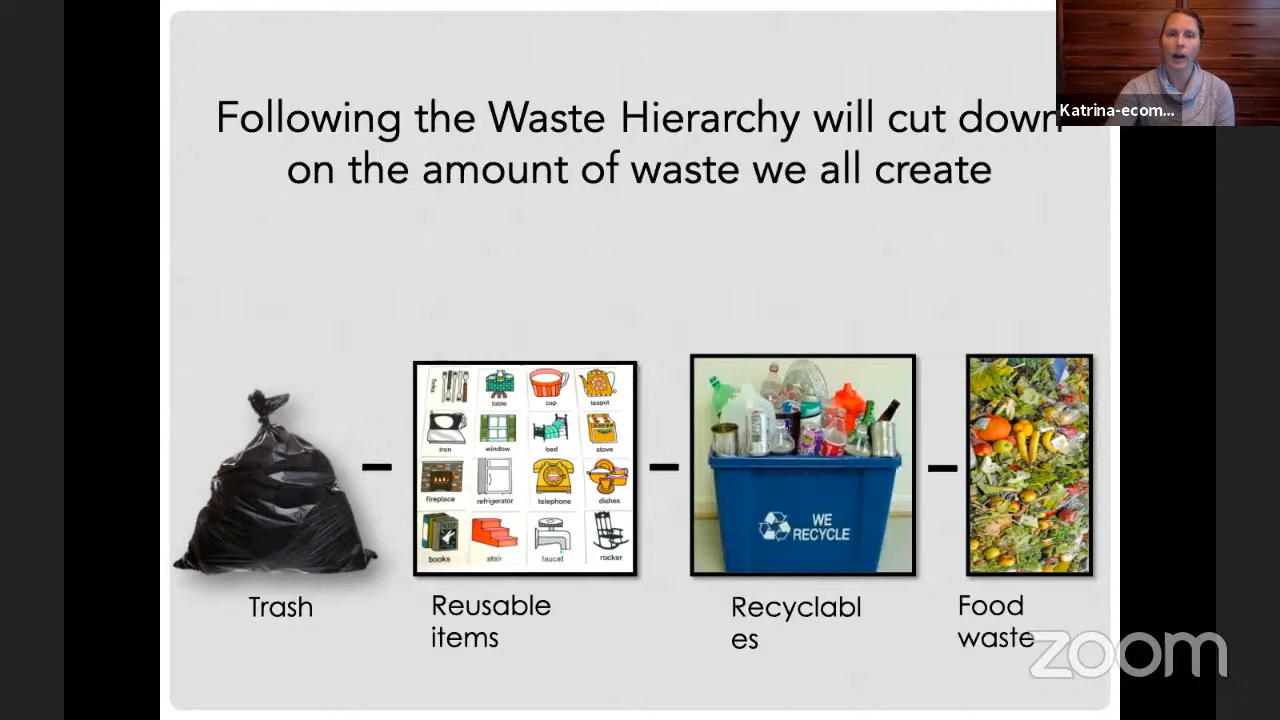 Following the Waste Hierarchy will cut down
on the amount of waste we all create
Katrina-ecom...
forks
table
cup
teapot
iron
window
bed
stove
fireplace
refrigerator
telephone
dishes
books
stair
faucet
rocker
WE
RECYCLE
Trash
Reusable
items
Recyclabl
es
Food
waste
zoom